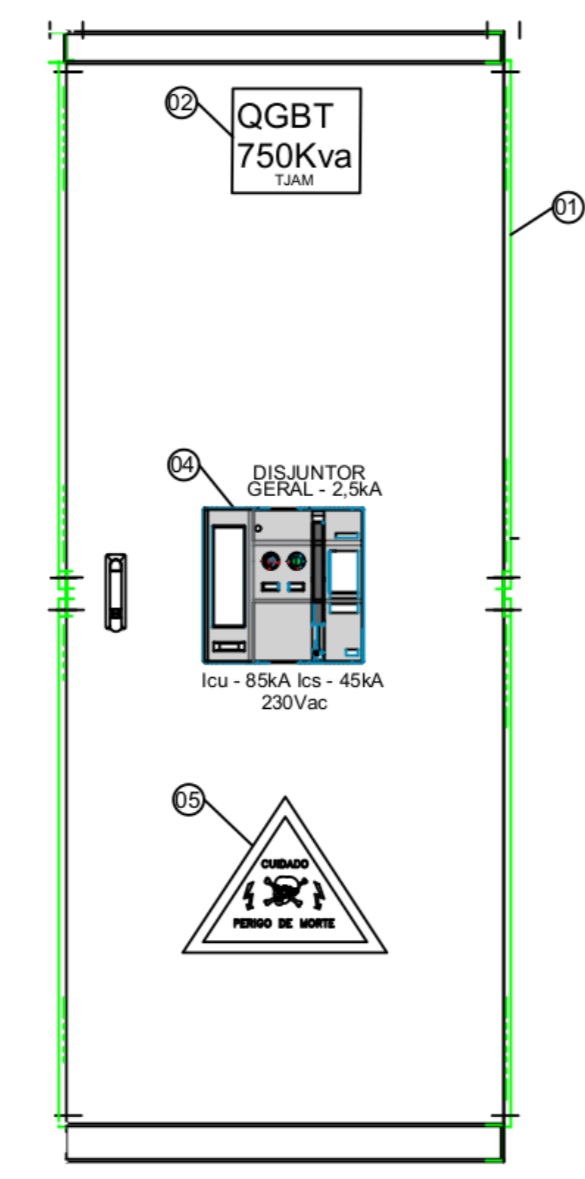 02
QGBT
750Kva
TJAM
01
04
DISJUNTOR
GERAL - 2,5kA
Icu - 85kA Ics - 45kA
230Vac
05
CUIDADO
PERIGO DE MORTE